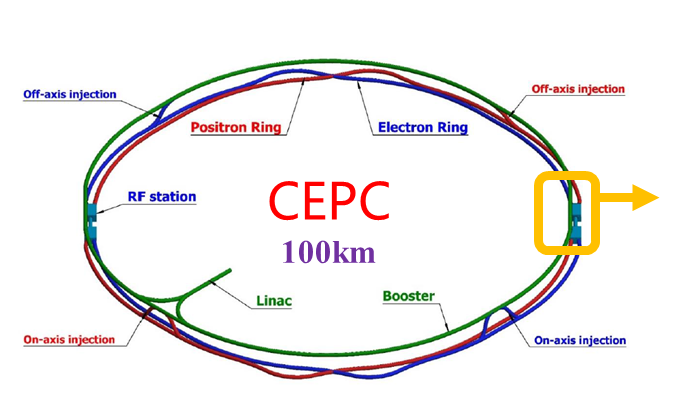 Off-axis injection
Off-axis injection
Positron Ring
Electron Ring
RF station
CEPC
100km
Linac
Booster
On-axis injection
On-axis injection